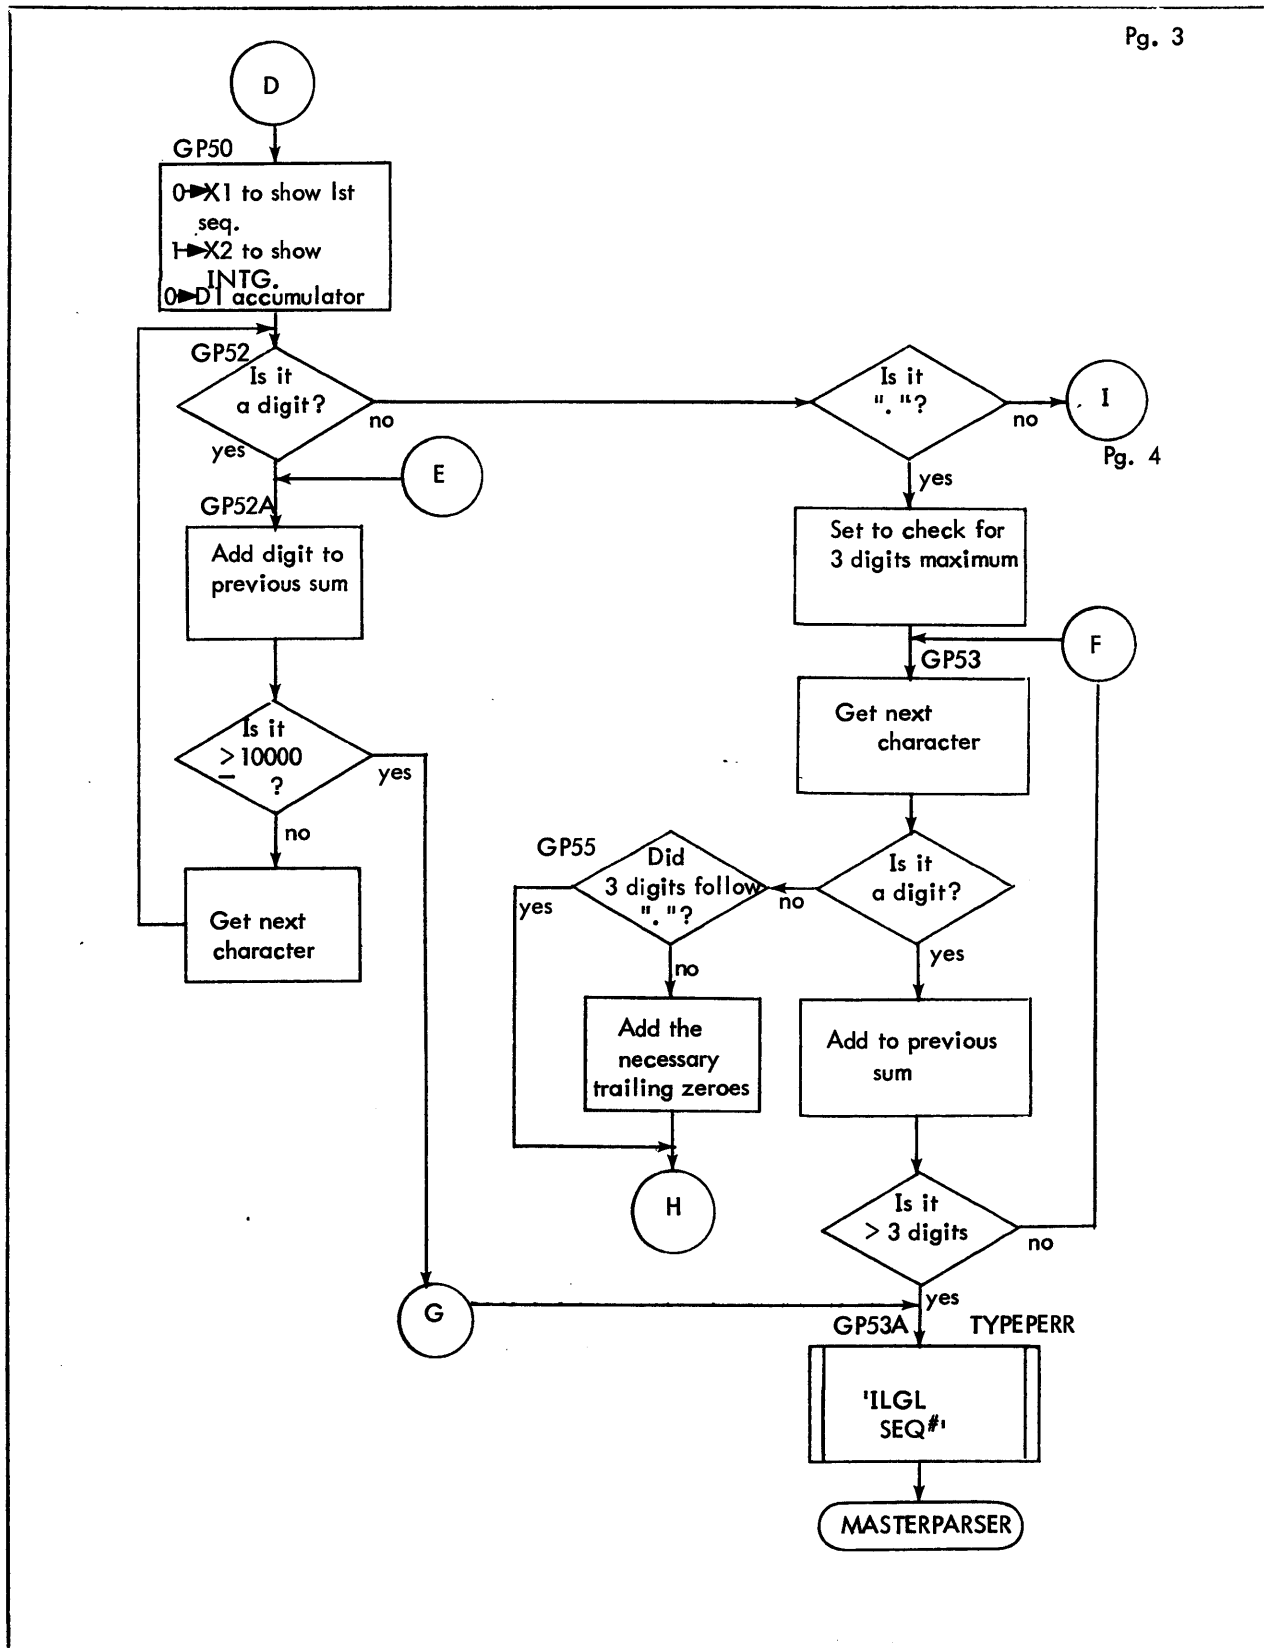 Pg. 3
D
GP50
0→X1 to show 1st
seq.
1→X2 to show
INTG.
0→D1 accumulator
GP52
Is it
a digit?
no
yes
Is it
"."?
no
I
Pg. 4
yes
E
GP52A
Add digit to
previous sum
Set to check for
3 digits maximum
F
GP53
Get next
character
Is it
≥ 10000
?
yes
no
Get next
character
GP55
Did
3 digits follow
"."?
yes
no
Is it
a digit?
no
yes
Add the
necessary
trailing zeroes
Add to previous
sum
H
Is it
> 3 digits
no
yes
G
GP53A
TYPEPERR
'ILGL
SEQ#'
MASTERPARSER